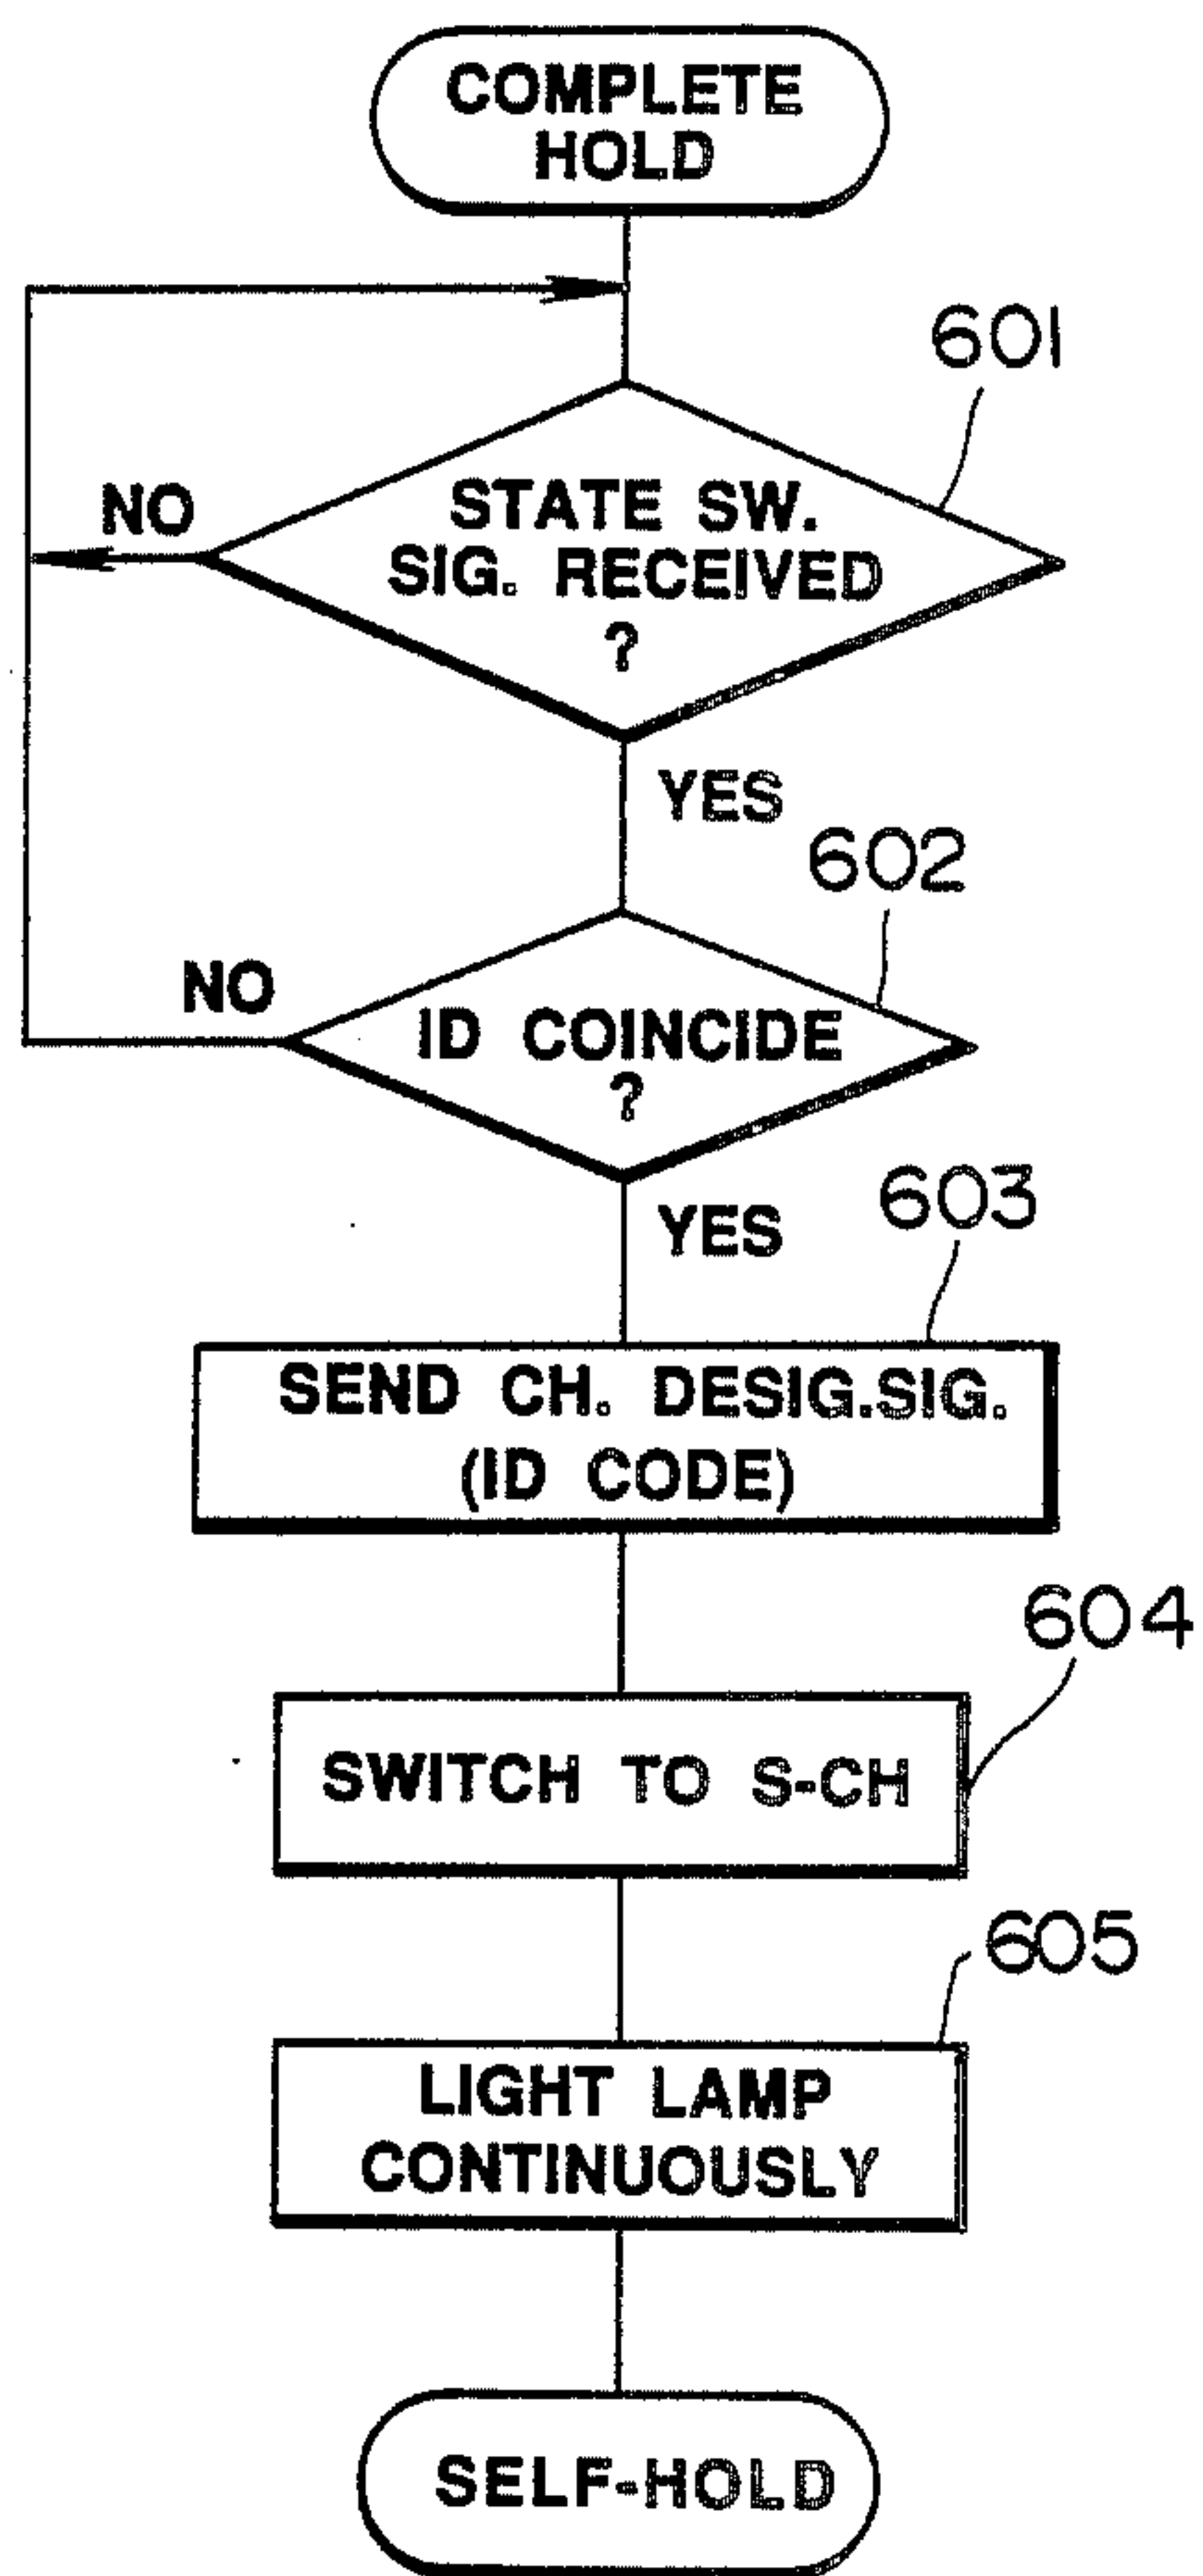 COMPLETE
HOLD
601
NO
STATE SW.
SIG. RECEIVED
?
YES
602
NO
ID COINCIDE
?
YES
603
SEND CH. DESIG.SIG.
(ID CODE)
604
SWITCH TO S-CH
605
LIGHT LAMP
CONTINUOUSLY
SELF-HOLD